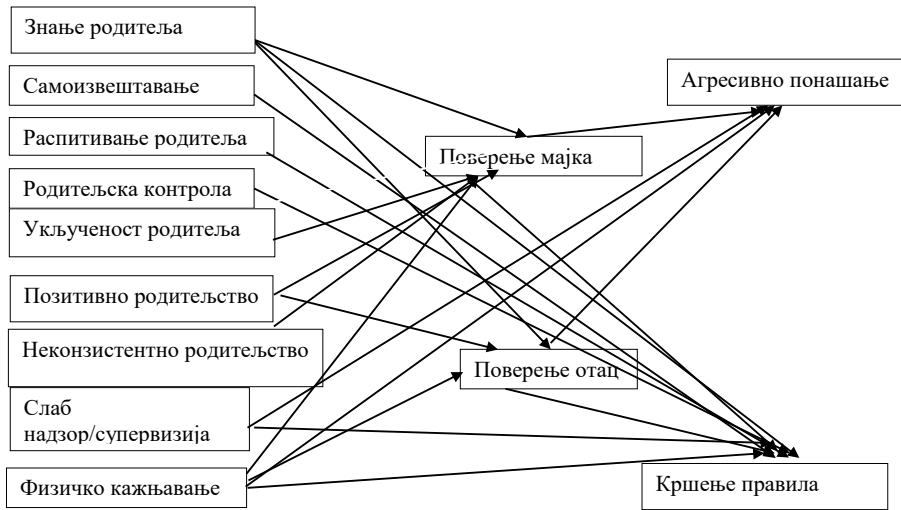 Знање родитеља
Самоизвештавање
Распитивање родитеља
Родитељска контрола
Укљученост родитеља
Позитивно родитељство
Неконзистентно родитељство
Слаб
надзор/супервизија
Физичко кажњавање
Поверење мајка
Поверење отац
Агресивно понашање
Кршење правила